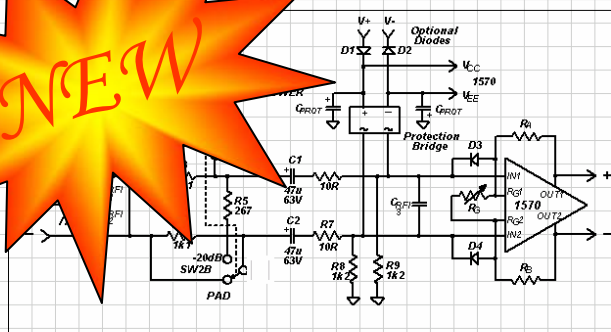 NEW
V+ V-
Optional
Diodes
D1 D2
VCC
1570
VEE
CPROT
CPROT
Protection
Bridge
RA
D3
C1
47u
63V
10R
R5
267
IN1
RG1
RG
1570
RG2
IN2
OUT1
OUT2
+
-
C2
47u
63V
R7
10R
1k1
-20dB
SW2B
PAD
R8
1k2
R9
1k2
D4
RB